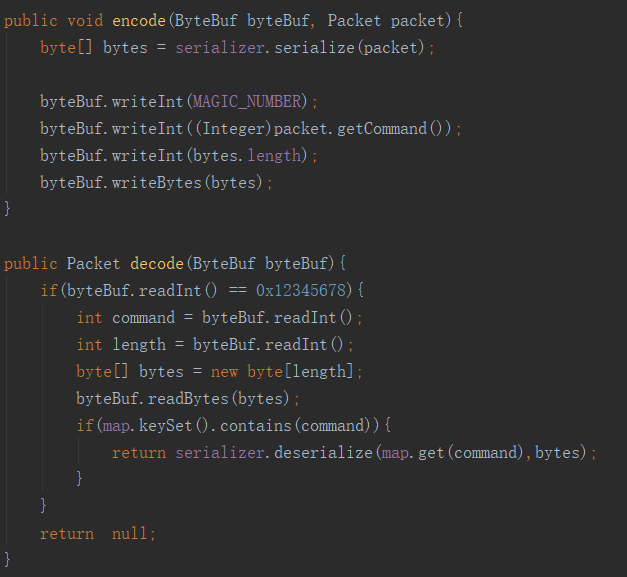 public void encode(ByteBuf byteBuf, Packet packet){
    byte[] bytes = serializer.serialize(packet);

    byteBuf.writeInt(MAGIC_NUMBER);
    byteBuf.writeInt((Integer)packet.getCommand());
    byteBuf.writeInt(bytes.length);
    byteBuf.writeBytes(bytes);
}

public Packet decode(ByteBuf byteBuf){
    if(byteBuf.readInt() == 0x12345678){
        int command = byteBuf.readInt();
        int length = byteBuf.readInt();
        byte[] bytes = new byte[length];
        byteBuf.readBytes(bytes);
        if(map.keySet().contains(command)){
            return serializer.deserialize(map.get(command),bytes);
        }
    }
    return  null;
}